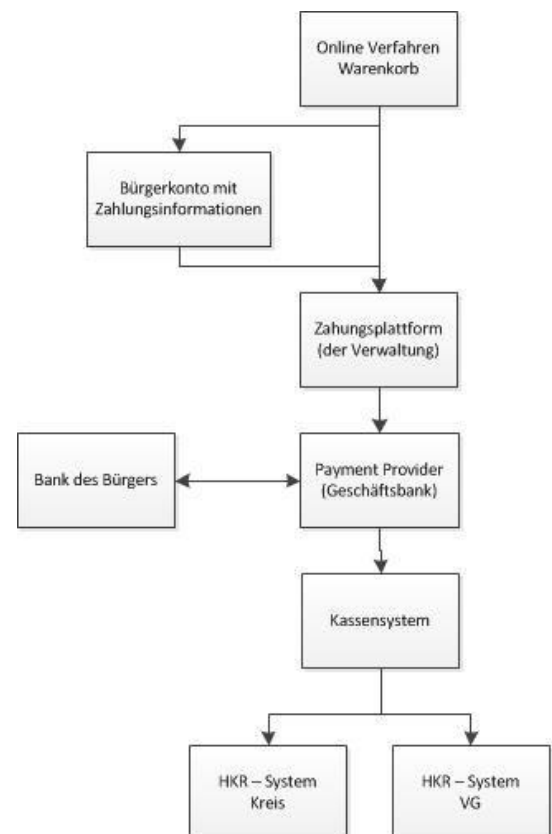 Online Verfahren
Warenkorb
Bürgerkonto mit
Zahlungsinformationen
Zahungsplattform
(der Verwaltung)
Bank des Bürgers
Payment Provider
(Geschäftsbank)
Kassensystem
HKR – System
Kreis
HKR – System
VG